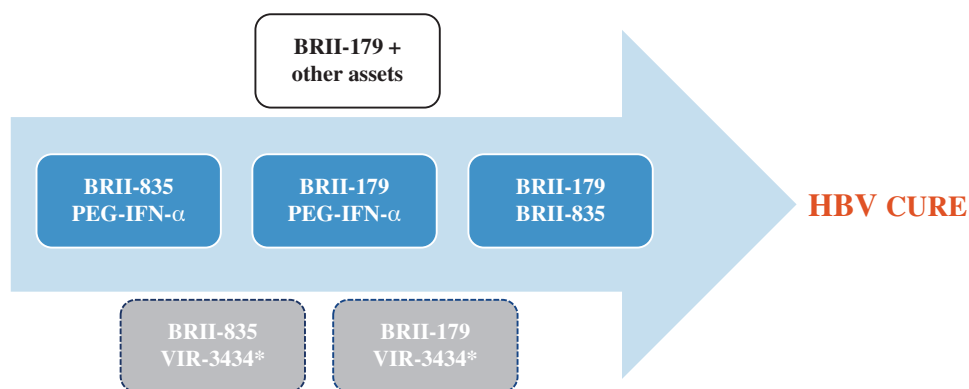 BRII-179 +
other assets
BRII-835
PEG-IFN-α
BRII-179
PEG-IFN-α
BRII-179
BRII-835
HBV CURE
BRII-835
VIR-3434*
BRII-179
VIR-3434*